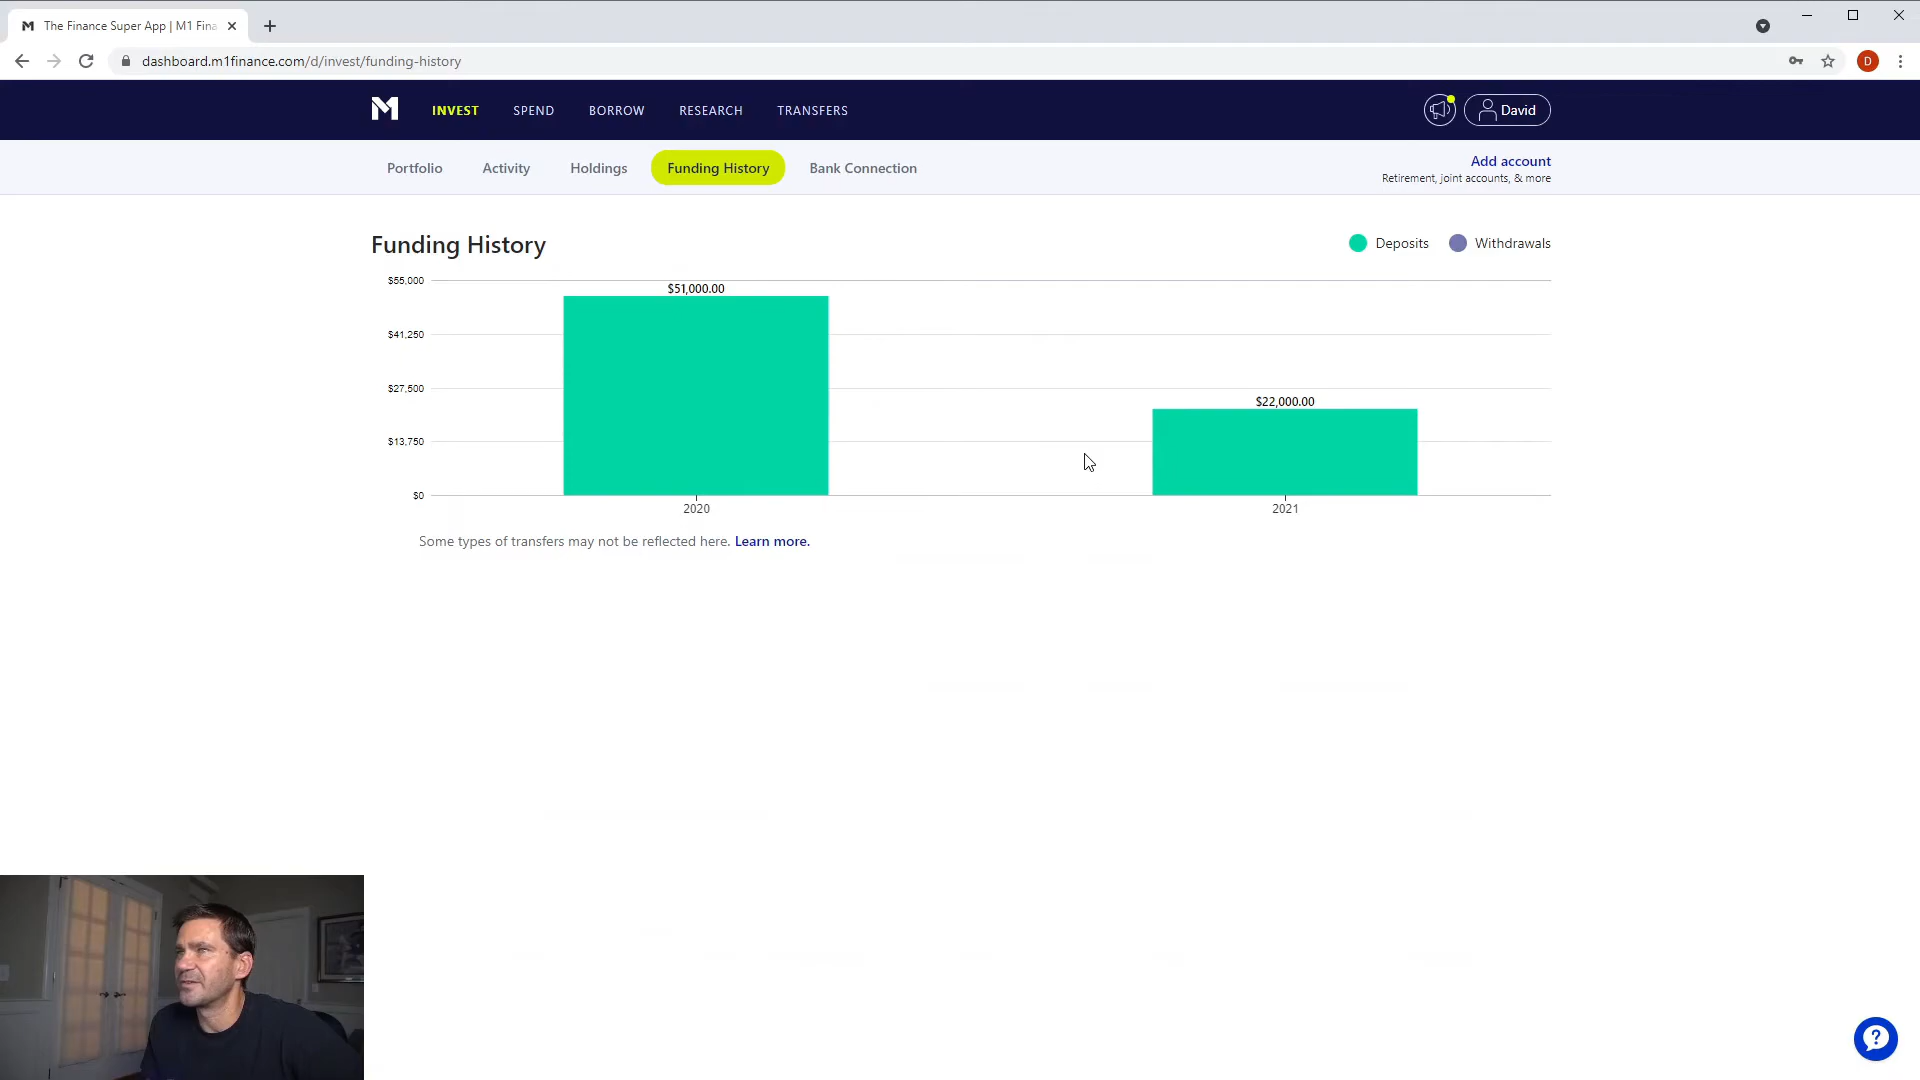 The Finance Super App | M1 Fina
dashboard.m1finance.com/d/invest/funding-history
D
INVEST SPEND BORROW RESEARCH TRANSFERS
David
Portfolio Activity Holdings Funding History Bank Connection
Add account
Retirement, joint accounts, & more
Funding History
Deposits Withdrawals
$55,000
$51,000.00
$41,250
$27,500
$22,000.00
$13,750
$0
2020 2021
Some types of transfers may not be reflected here. Learn more.
?